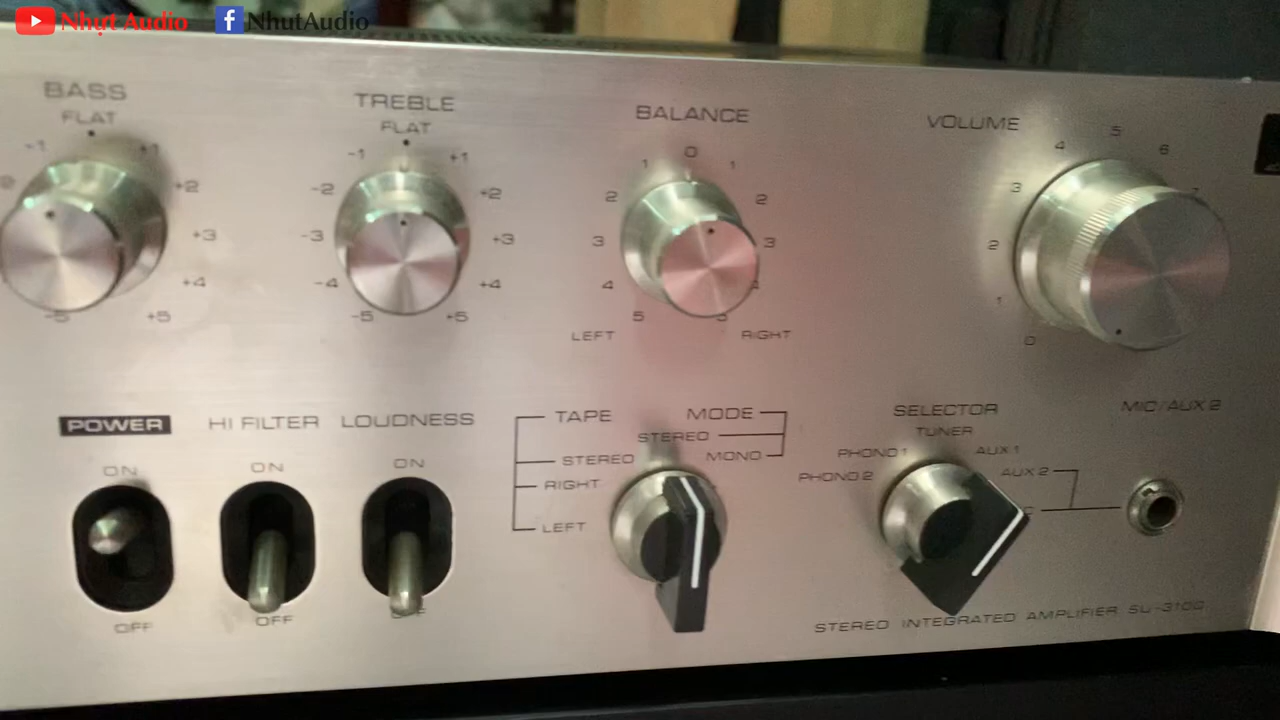 Nhựt Audio
NhutAudio
BASS
FLAT
-1 +1
+2
+3
+4
-5 +5
TREBLE
FLAT
-1 +1
-2 +2
-3 +3
-4 +4
-5 +5
BALANCE
0
1 1
2 2
3 3
4 4
5 5
LEFT RIGHT
VOLUME
5
4 6
3 7
2
1
0
POWER
ON
OFF
HI FILTER
ON
OFF
LOUDNESS
ON
OFF
TAPE
STEREO
RIGHT
LEFT
MODE
STEREO
MONO
SELECTOR
TUNER
PHONO 1 AUX 1
PHONO 2 AUX 2
MIC/AUX 2
STEREO INTEGRATED AMPLIFIER